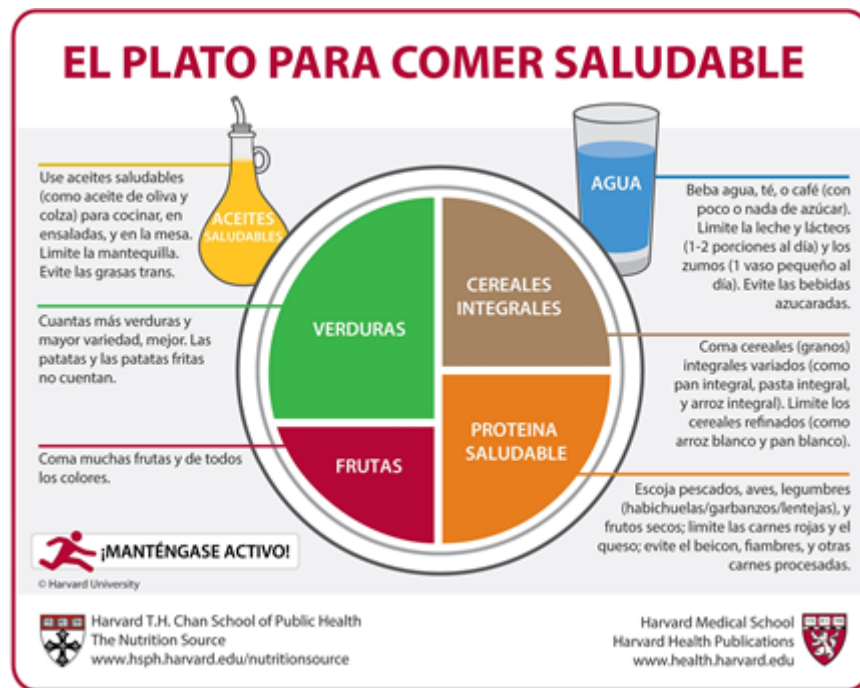 EL PLATO PARA COMER SALUDABLE
Use aceites saludables
(como aceite de oliva y
colza) para cocinar, en
ensaladas, y en la mesa.
Limite la mantequilla.
Evite las grasas trans.
ACEITES
SALUDABLES
AGUA
Beba agua, té, o café (con
poco o nada de azúcar).
Limite la leche y lácteos
(1-2 porciones al día) y los
zumos (1 vaso pequeño al
día). Evite las bebidas
azucaradas.
Cuantas más verduras y
mayor variedad, mejor. Las
patatas y las patatas fritas
no cuentan.
VERDURAS
CEREALES
INTEGRALES
Coma cereales (granos)
integrales variados (como
pan integral, pasta integral,
y arroz integral). Limite los
cereales refinados (como
arroz blanco y pan blanco).
Coma muchas frutas y de todos
los colores.
FRUTAS
PROTEINA
SALUDABLE
Escoja pescados, aves, legumbres
(habichuelas/garbanzos/lentejas), y
frutos secos; limite las carnes rojas y el
queso; evite el beicon, fiambres, y otras
carnes procesadas.
¡MANTÉNGASE ACTIVO!
© Harvard University
Harvard T.H. Chan School of Public Health
The Nutrition Source
www.hsph.harvard.edu/nutritionsource
Harvard Medical School
Harvard Health Publications
www.health.harvard.edu